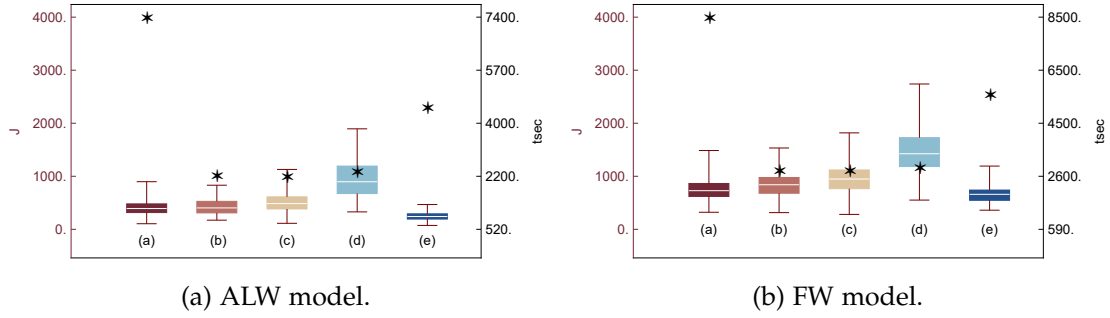 4000.
3000.
2000.
1000.
0.
J
(a)
(b)
(c)
(d)
(e)
7400.
5700.
4000.
2200.
520.
tsec
(a) ALW model.
4000.
3000.
2000.
1000.
0.
J
(a)
(b)
(c)
(d)
(e)
8500.
6500.
4500.
2600.
590.
tsec
(b) FW model.